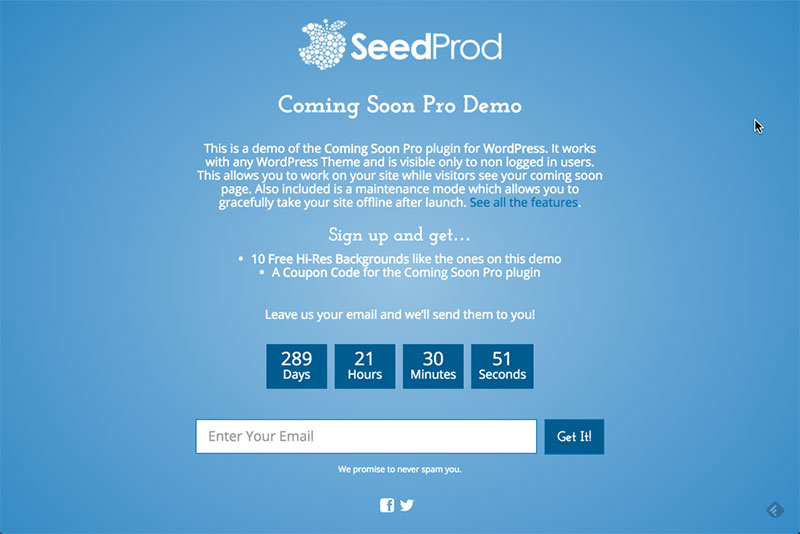 SeedProd
Coming Soon Pro Demo
This is a demo of the Coming Soon Pro plugin for WordPress. It works
with any WordPress Theme and is visible only to non logged in users.
This allows you to work on your site while visitors see your coming soon
page. Also included is a maintenance mode which allows you to
gracefully take your site offline after launch. See all the features.
Sign up and get...
• 10 Free Hi-Res Backgrounds like the ones on this demo
• A Coupon Code for the Coming Soon Pro plugin
Leave us your email and we'll send them to you!
289 21 30 51
Days Hours Minutes Seconds
Enter Your Email Get It!
We promise to never spam you.